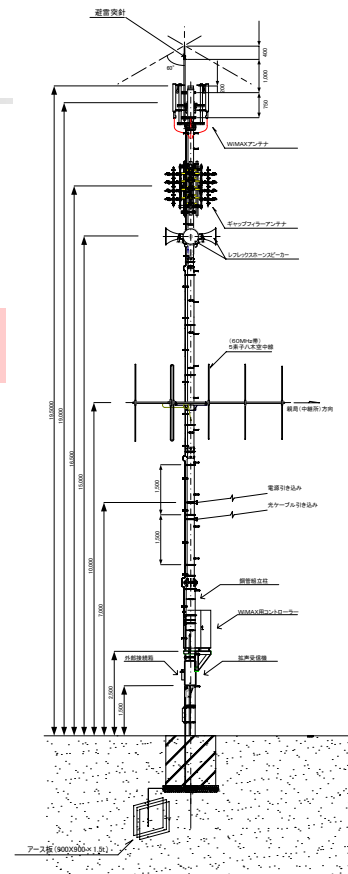 避雷突針
60°
400
1,000
200
750
WiMAXアンテナ
ギャップフィラーアンテナ
レフレックスホーンスピーカー
(60MHz帯)
5素子八木空中線
親局(中継所)方向
19,5000
19,000
16,500
15,000
10,000
7,000
2,500
1,500
1,500
1,500
電源引き込み
光ケーブル引き込み
鋼管組立柱
WiMAX用コントローラー
外部接続箱
拡声受信機
アース板(900X900×1.5t)